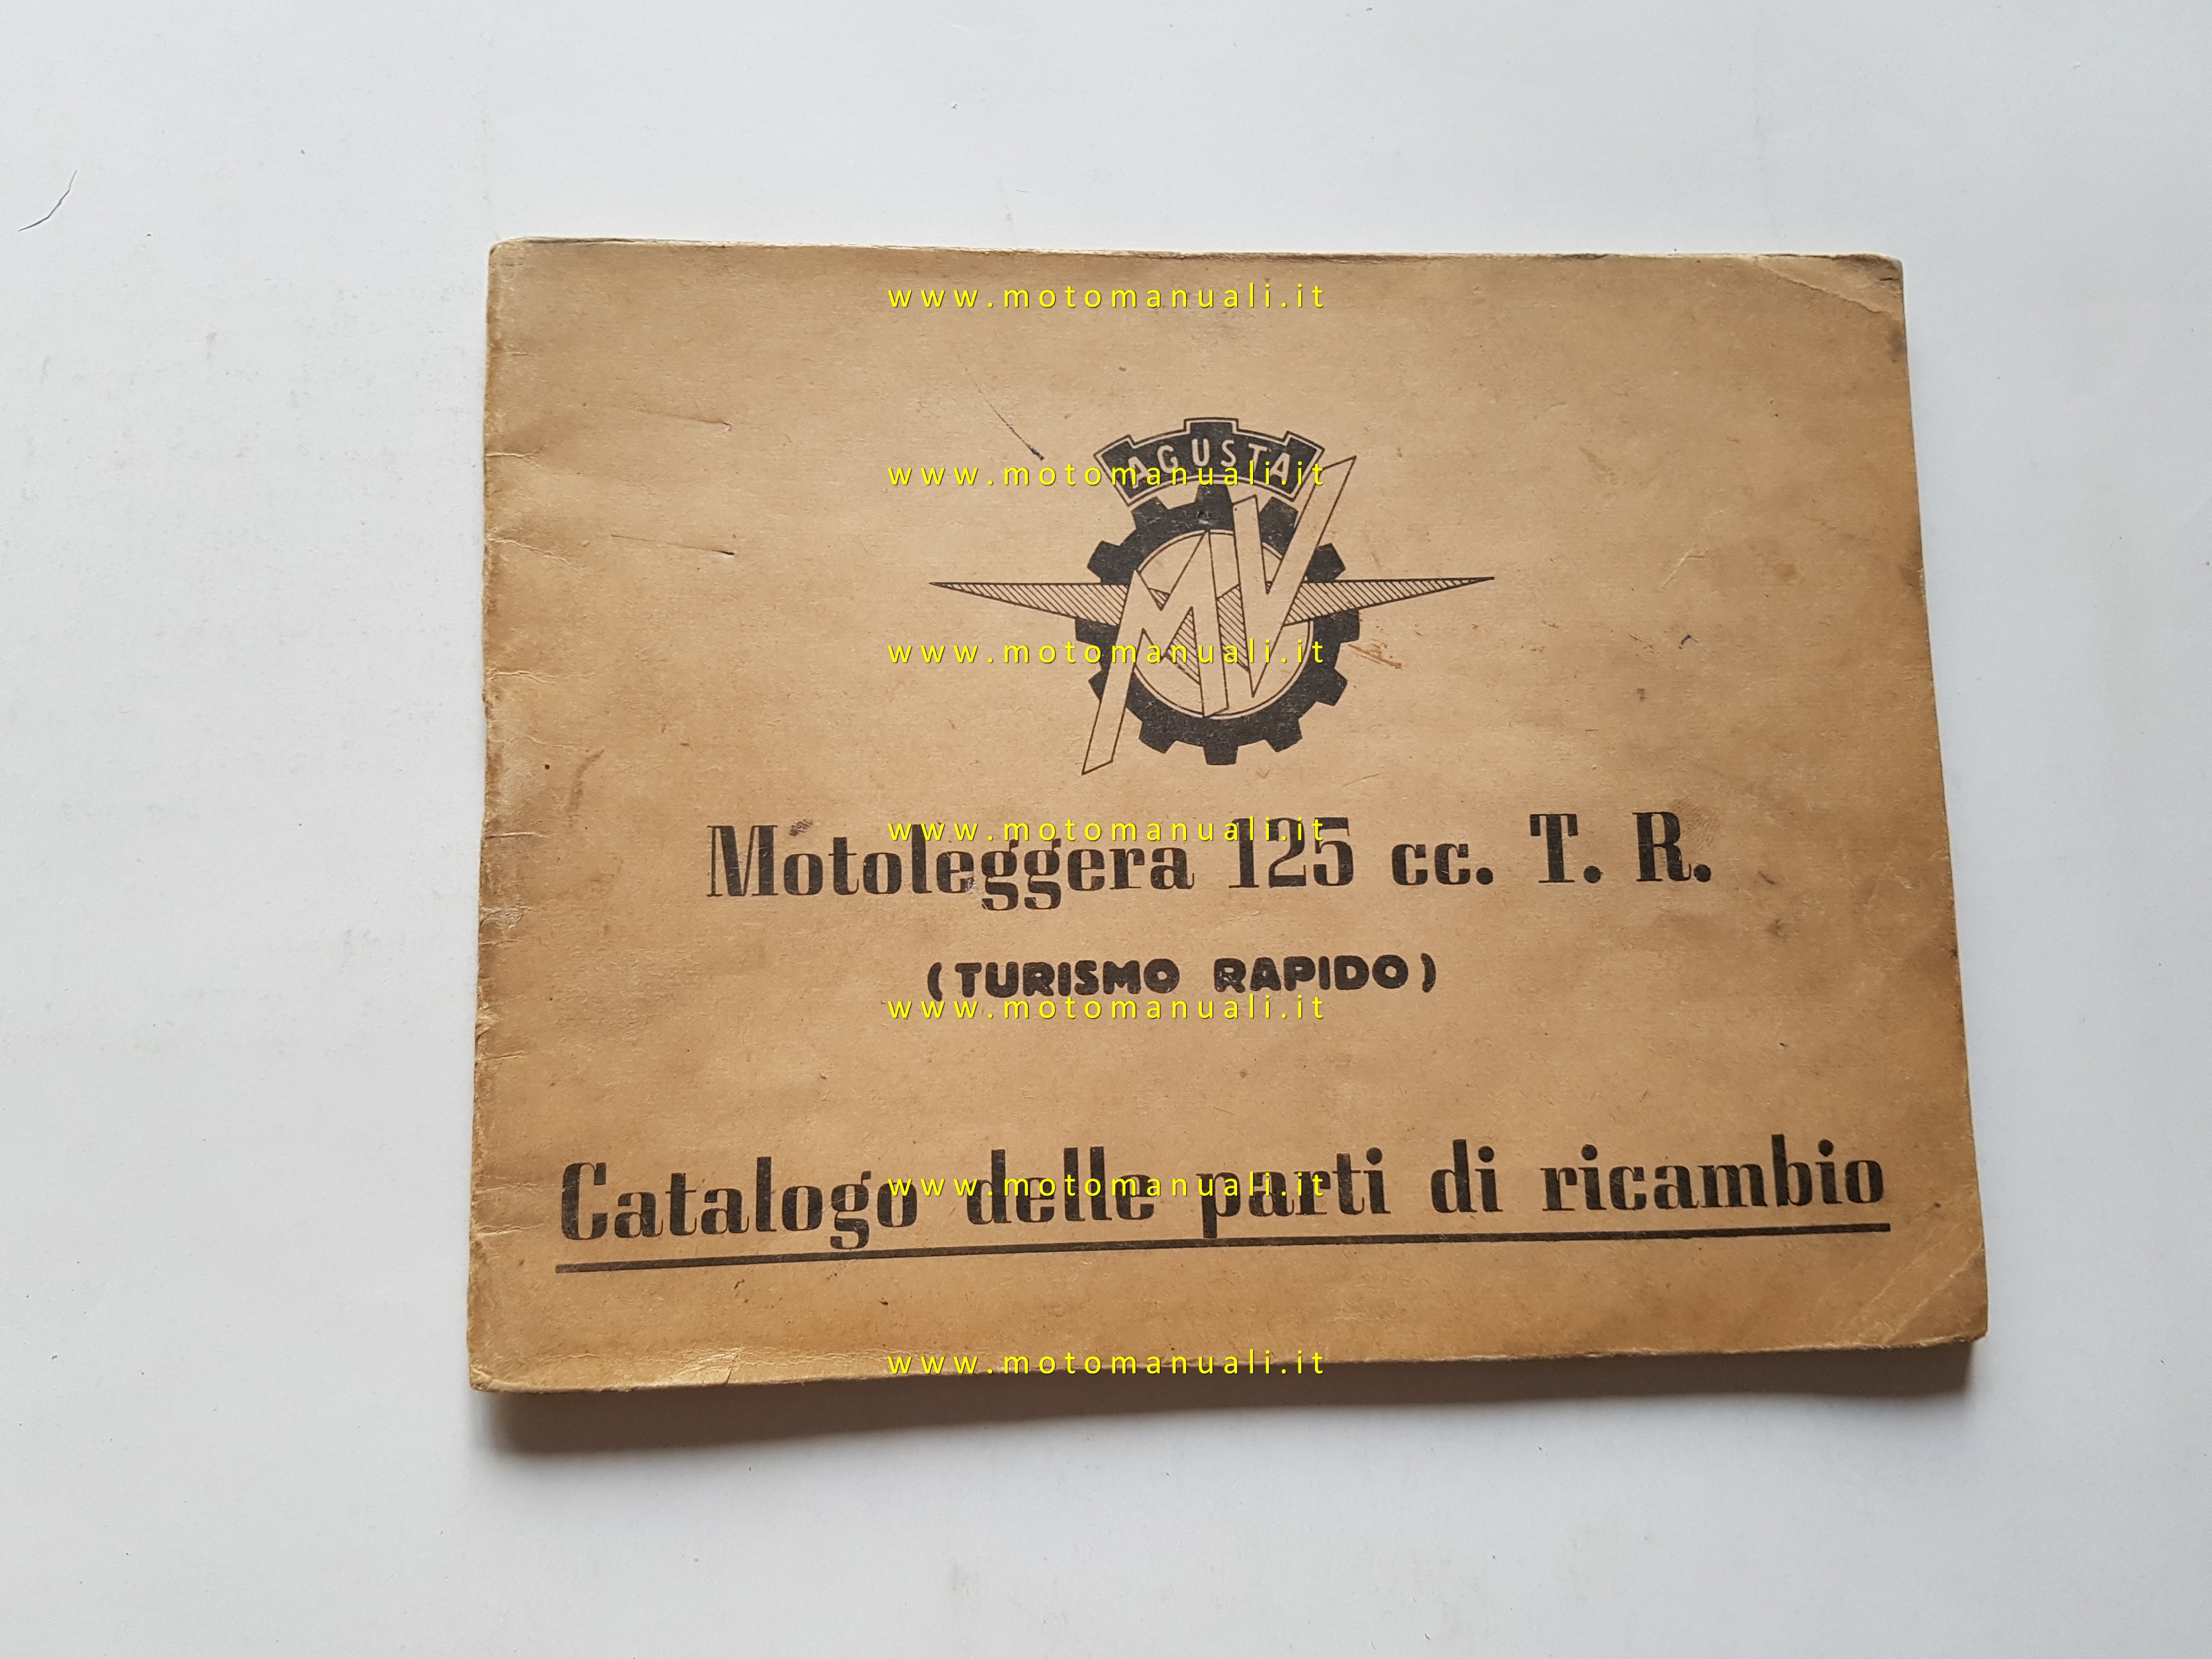 www.motomanuali.it
AGUSTA
www.motomanuali.it
MV
www.motomanuali.it
www.motomanuali.it
Motoleggera 125 cc. T. R.
(TURISMO RAPIDO)
www.motomanuali.it
www.motomanuali.it
Catalogo delle parti di ricambio
www.motomanuali.it